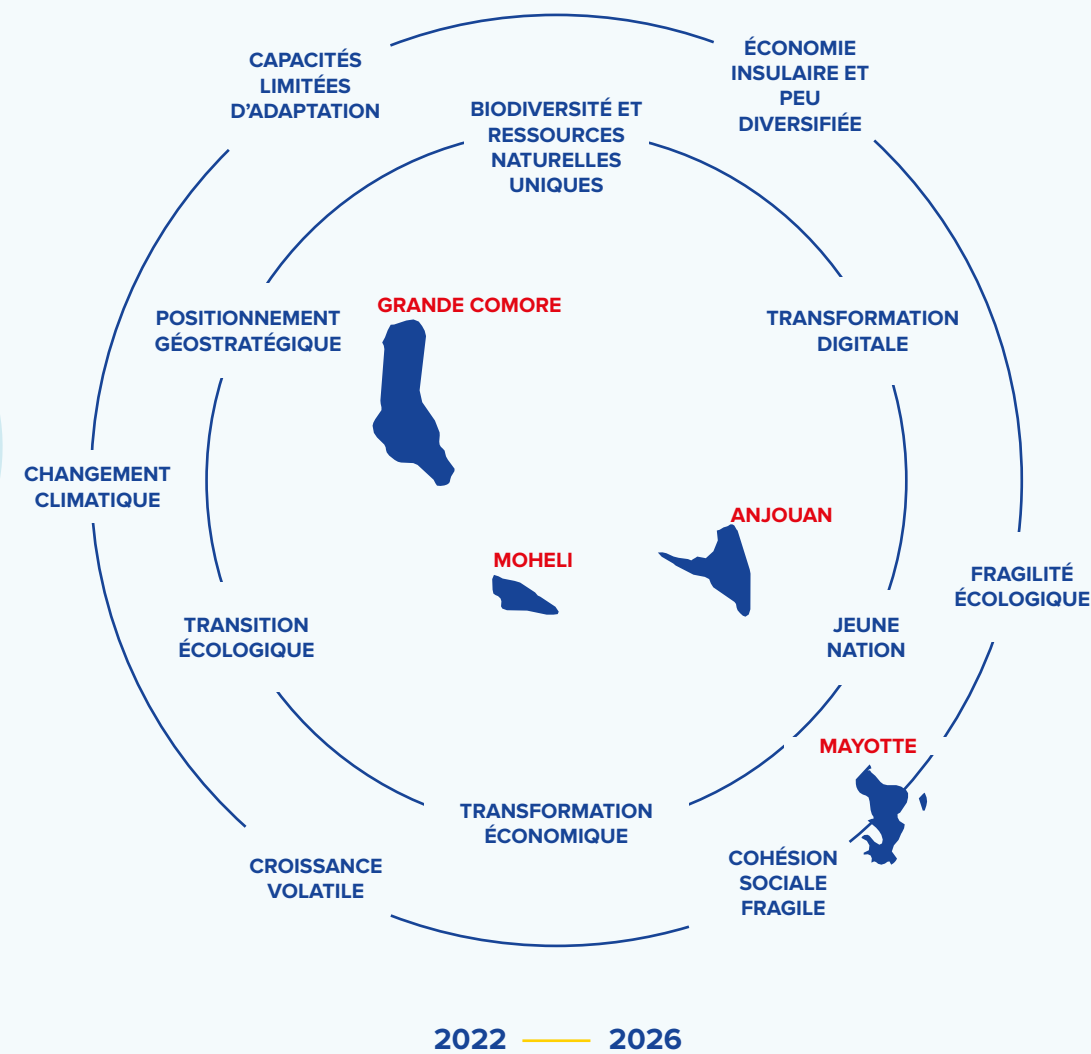 CAPACITÉS
LIMITÉES
D'ADAPTATION
ÉCONOMIE
INSULAIRE ET
PEU
DIVERSIFIÉE
BIODIVERSITÉ ET
RESSOURCES
NATURELLES
UNIQUES
POSITIONNEMENT
GÉOSTRATÉGIQUE
GRANDE COMORE
TRANSFORMATION
DIGITALE
CHANGEMENT
CLIMATIQUE
ANJOUAN
MOHELI
FRAGILITÉ
ÉCOLOGIQUE
TRANSITION
ÉCOLOGIQUE
JEUNE
NATION
MAYOTTE
TRANSFORMATION
ÉCONOMIQUE
CROISSANCE
VOLATILE
COHÉSION
SOCIALE
FRAGILE
2022 2026